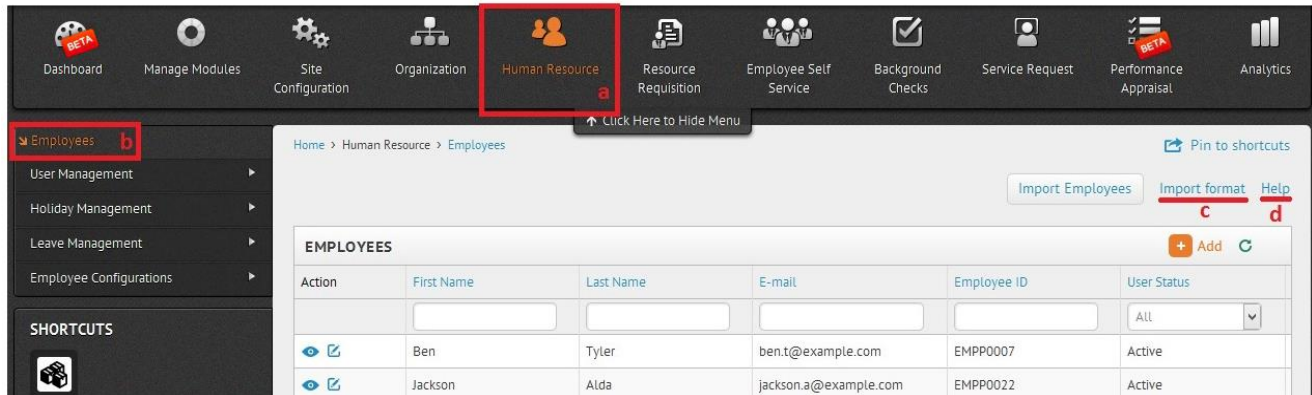 BETA
BETA
Dashboard Manage Modules Site Configuration Organization Human Resource Resource Requisition Employee Self Service Background Checks Service Request Performance Appraisal Analytics
a
Click Here to Hide Menu
Employees b
User Management
Holiday Management
Leave Management
Employee Configurations
SHORTCUTS
Home > Human Resource > Employees
Pin to shortcuts
Import Employees Import format Help
c d
EMPLOYEES
+ Add
Action First Name Last Name E-mail Employee ID User Status
All
Ben Tyler ben.t@example.com EMPP0007 Active
Jackson Alda jackson.a@example.com EMPP0022 Active